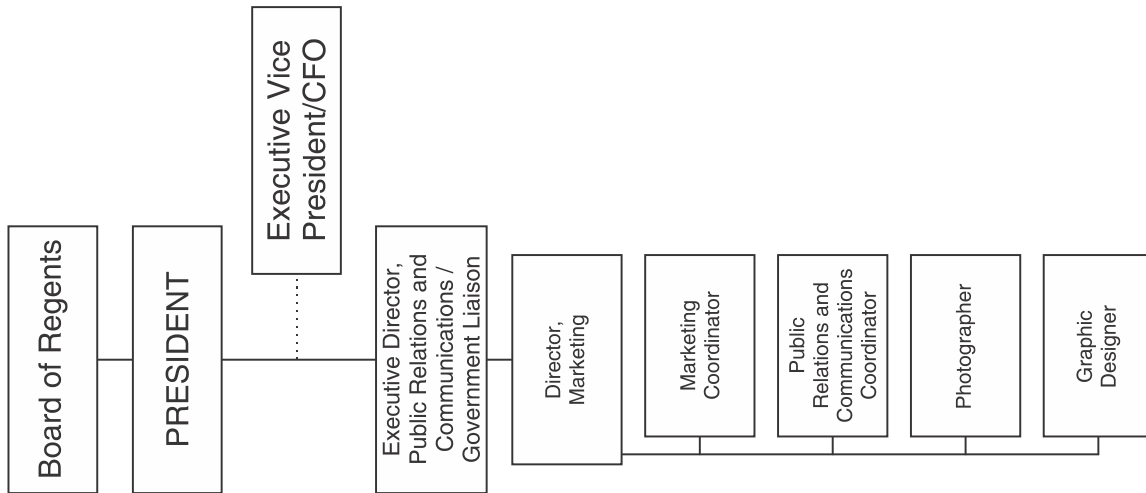 Board of Regents
PRESIDENT
Executive Vice
President/CFO
Executive Director,
Public Relations and
Communications /
Government Liaison
Director,
Marketing
Marketing
Coordinator
Public
Relations and
Communications
Coordinator
Photographer
Graphic
Designer